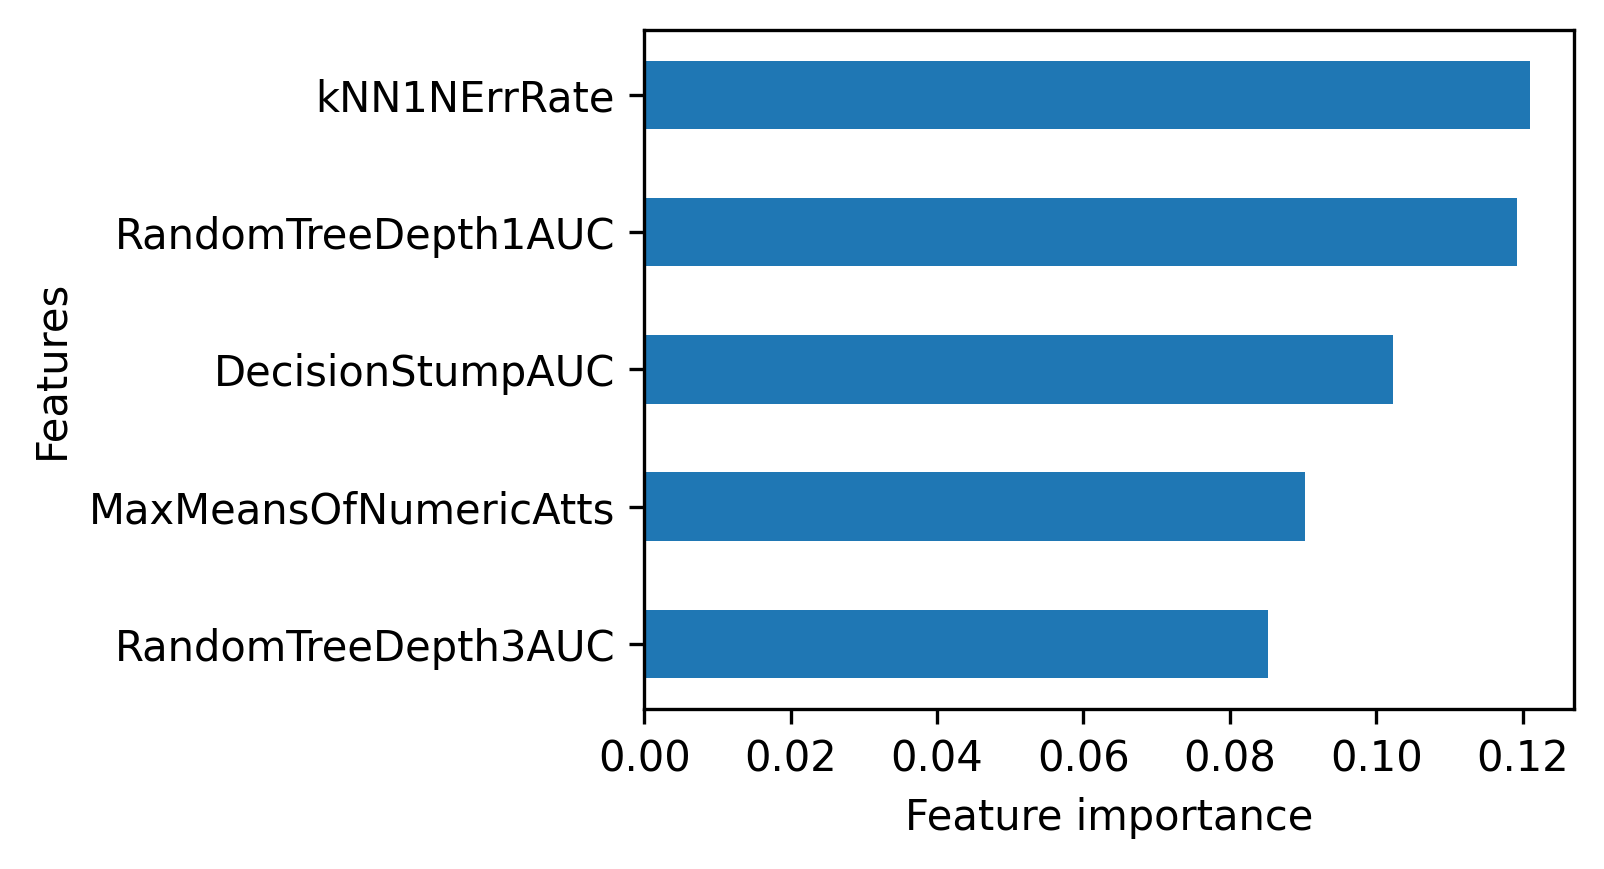 kNN1NErrRate
RandomTreeDepth1AUC
DecisionStumpAUC
MaxMeansOfNumericAtts
RandomTreeDepth3AUC
Features
0.00 0.02 0.04 0.06 0.08 0.10 0.12
Feature importance